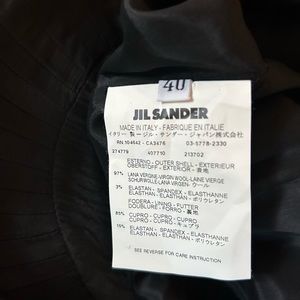 40
JIL SANDER
MADE IN ITALY - FABRIQUE EN ITALIE
イタリー製 ジル・サンダー・ジャパン株式会社
RN 104642 - CA3476 03-5778-2330
274779 407710 213702
ESTERNO - OUTER SHELL - EXTERIEUR
OBERSTOFF - EXTERIOR - 表地
97% LANA VERGINE-VIRGIN WOOL-LAINE VIERGE
SCHURWOLLE-LANA VIRGEN- ウール
3% ELASTAN - SPANDEX - ELASTHANNE
ELASTHAN - ELASTAN - ポリウレタン
FODERA - LINING - PUTTER
DOUBLURE - FORRO - 裏地
85% CUPRO - CUPRO - CUPRO
CUPRO - CUPRO - キュプラ
15% ELASTAN - SPANDEX - ELASTHANNE
ELASTHAN - ELASTAN - ポリウレタン
SEE REVERSE FOR CARE INSTRUCTION